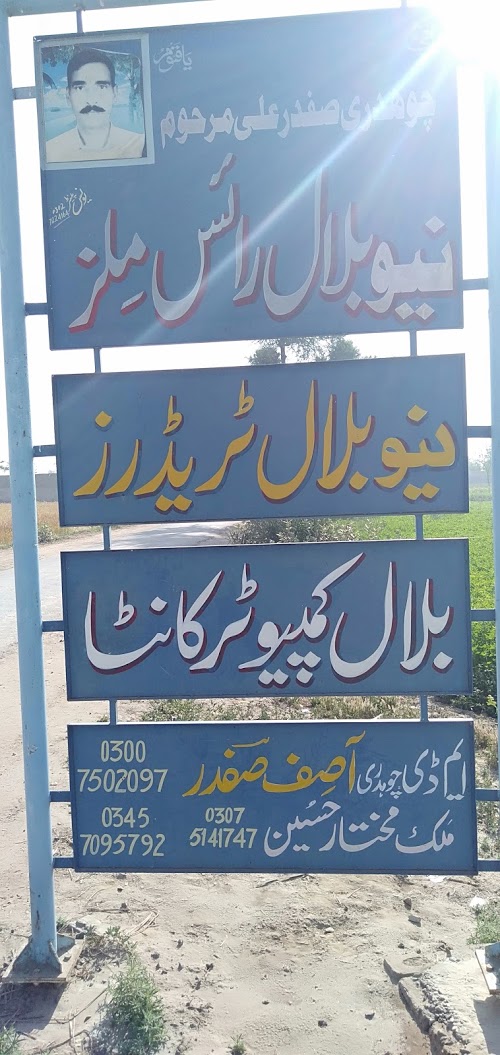 یا قیوم
چوھدری صفدر علی مرحوم
نیو بلال رائس ملز
نیو بلال ٹریڈرز
بلال کمپیوٹر کانٹا
ایم ڈی چوہدری آصف صفدر
0300 7502097
ملک مختار حسین
0307 5141747
0345 7095792